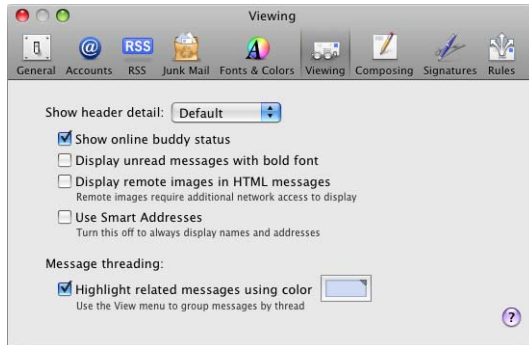 Viewing
@
RSS
General Accounts RSS Junk Mail Fonts & Colors Viewing Composing Signatures Rules
Show header detail: Default
Show online buddy status
Display unread messages with bold font
Display remote images in HTML messages
Remote images require additional network access to display
Use Smart Addresses
Turn this off to always display names and addresses
Message threading:
Highlight related messages using color
Use the View menu to group messages by thread
?